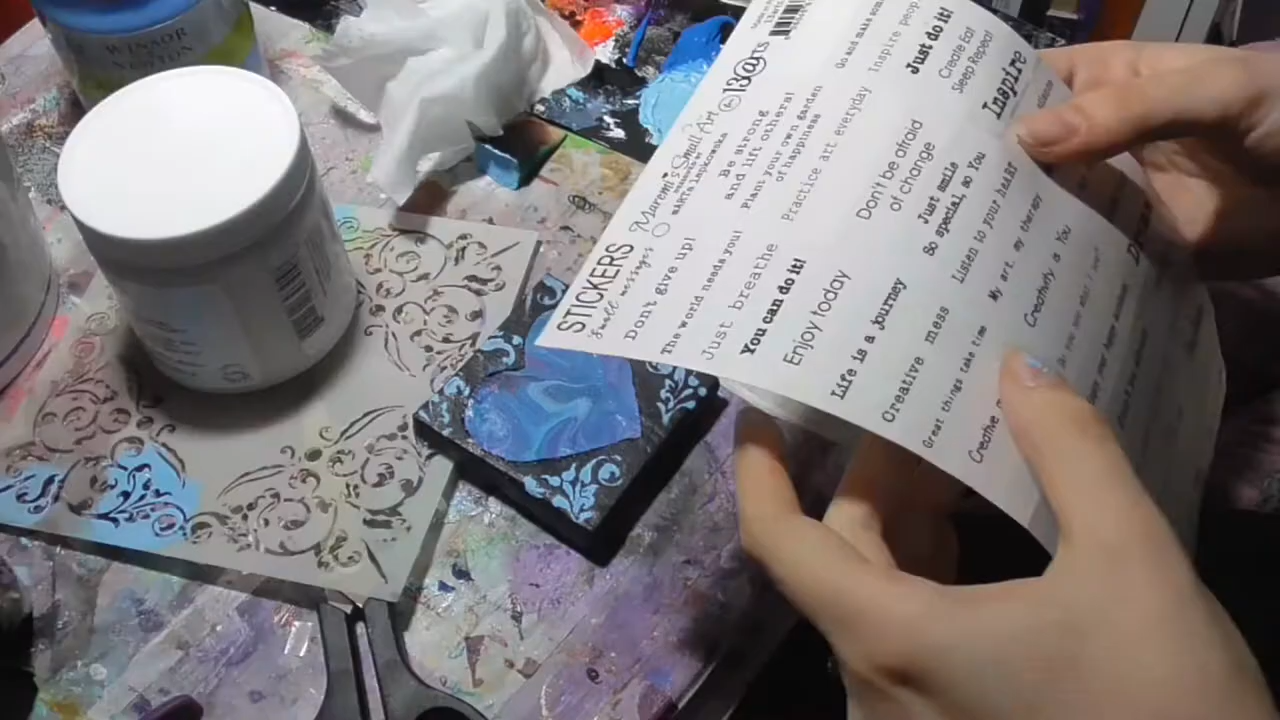 WINSOR
NEWTON
STICKERS
Small messages
Maremi's Small Art
by 13@rts
MARTA Lapkowska
Don't give up!
The world needs you!
Just breathe
You can do it!
Enjoy today
Life is a journey
Creative mess
Great things take time
Creative
Be strong
and lift others!
Plant your own garden
of happiness
Practice art everyday
Don't be afraid
of change
Just smile
So special, so You
Listen to your heart
My art, my therapy
Creativity is You
Go and make some
Inspire peop
Just do it!
Create Eat
Sleep Repeat
Inspire